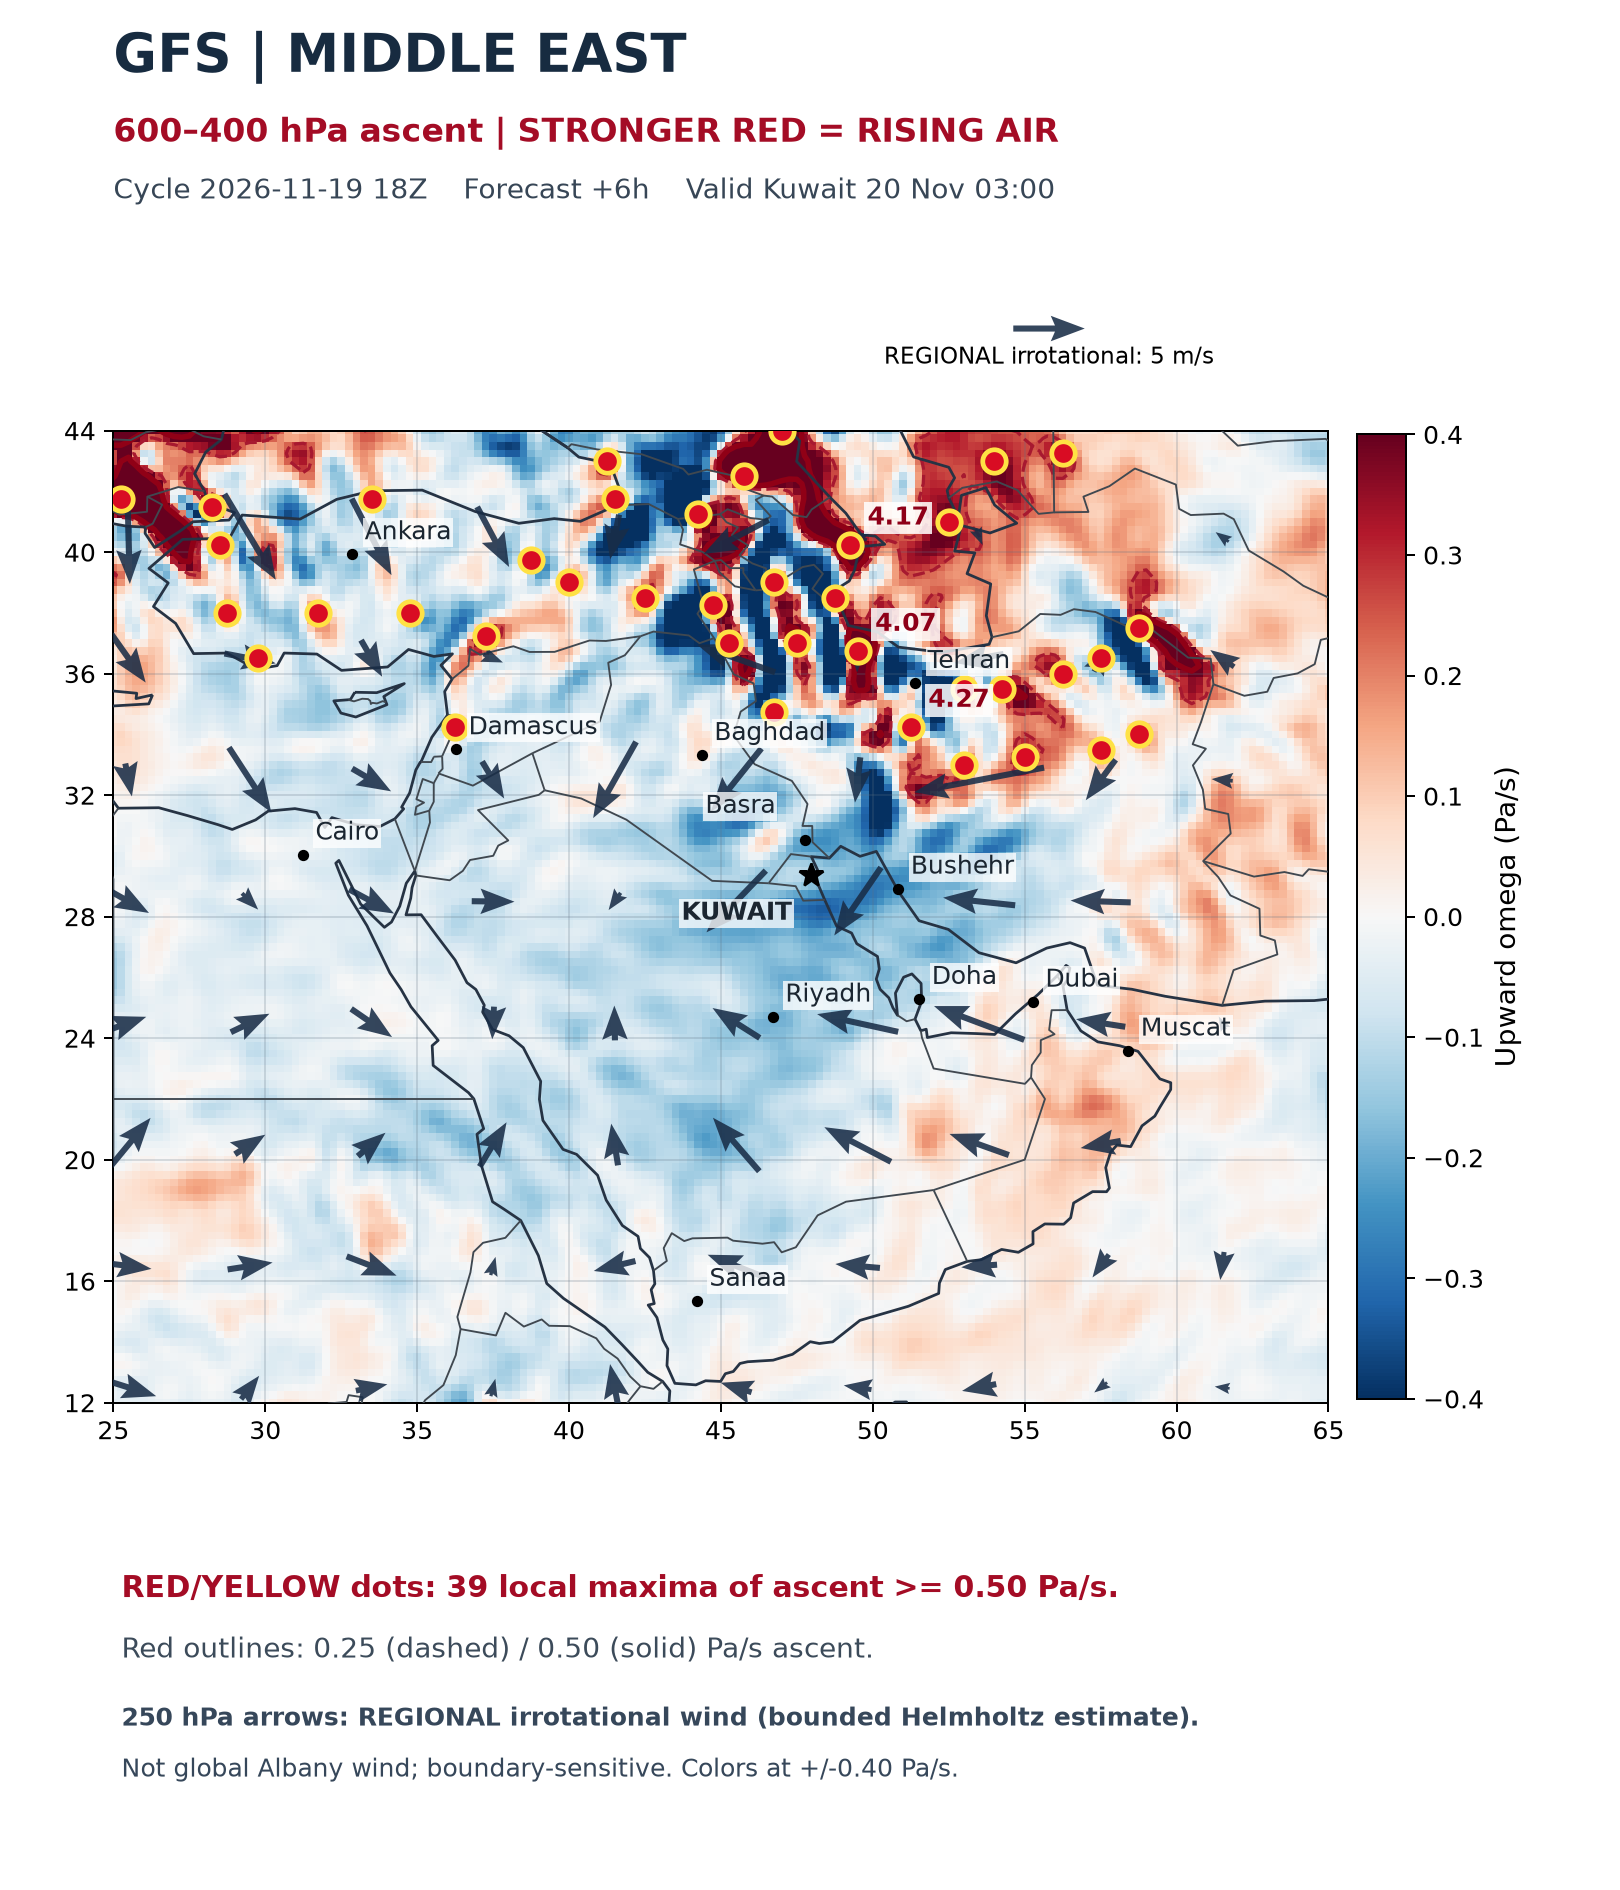 GFS | MIDDLE EAST
600–400 hPa ascent | STRONGER RED = RISING AIR
Cycle 2026-11-19 18Z    Forecast +6h    Valid Kuwait 20 Nov 03:00
REGIONAL irrotational: 5 m/s
44
40
36
32
28
24
20
16
12
25
30
35
40
45
50
55
60
65
Ankara
4.17
4.07
Tehran
4.27
Damascus
Baghdad
Basra
Cairo
Bushehr
KUWAIT
Riyadh
Doha
Dubai
Muscat
Sanaa
0.4
0.3
0.2
0.1
0.0
−0.1
−0.2
−0.3
−0.4
Upward omega (Pa/s)
RED/YELLOW dots: 39 local maxima of ascent >= 0.50 Pa/s.
Red outlines: 0.25 (dashed) / 0.50 (solid) Pa/s ascent.
250 hPa arrows: REGIONAL irrotational wind (bounded Helmholtz estimate).
Not global Albany wind; boundary-sensitive. Colors at +/-0.40 Pa/s.